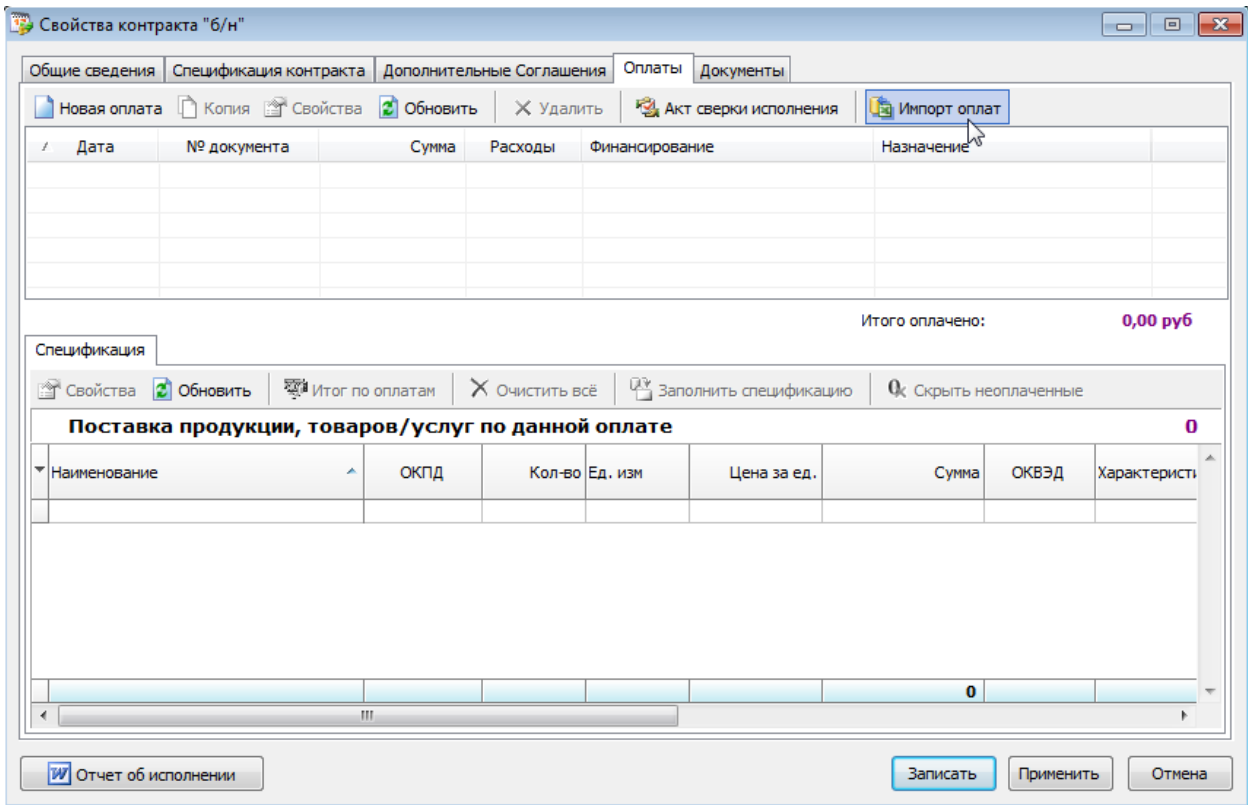 Свойства контракта "б/н"
Общие сведения Спецификация контракта Дополнительные Соглашения Оплаты Документы
Новая оплата Копия Свойства Обновить Удалить Акт сверки исполнения Импорт оплат
/ Дата № документа Сумма Расходы Финансирование Назначение
Итого оплачено: 0,00 руб
Спецификация
Свойства Обновить Итог по оплатам Очистить всё Заполнить спецификацию Скрыть неоплаченные
Поставка продукции, товаров/услуг по данной оплате 0
Наименование ОКПД Кол-во Ед. изм Цена за ед. Сумма ОКВЭД Характеристи
0
Отчет об исполнении Записать Применить Отмена